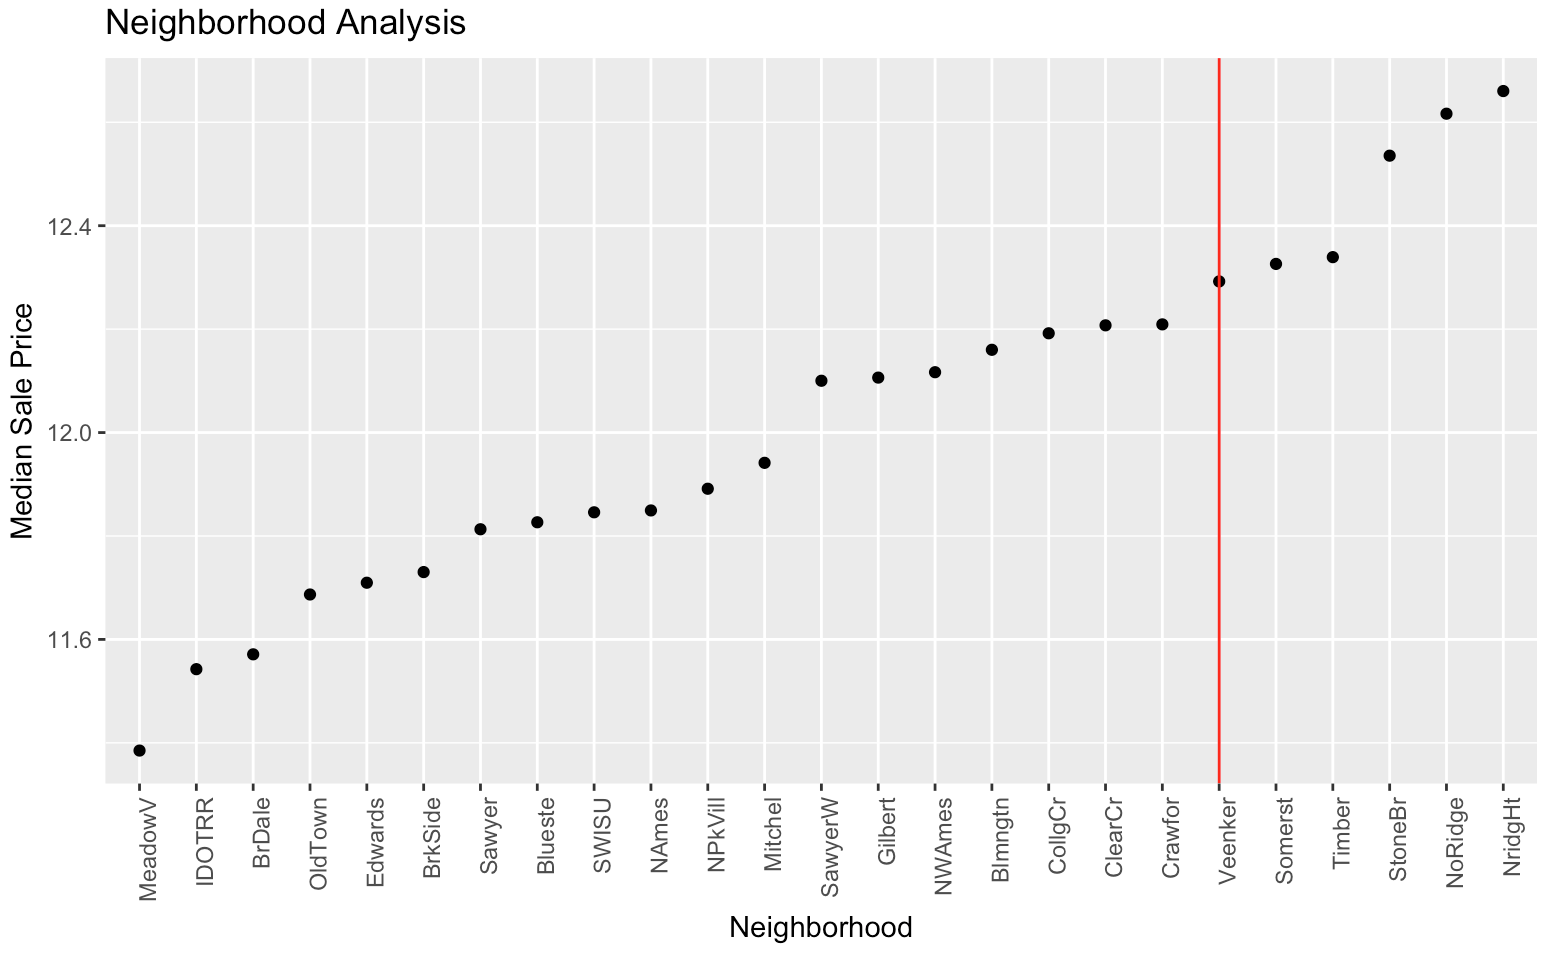 Neighborhood Analysis
Median Sale Price
12.4
12.0
11.6
MeadowV
IDOTRR
BrDale
OldTown
Edwards
BrkSide
Sawyer
Blueste
SWISU
NAmes
NPkVill
Mitchel
SawyerW
Gilbert
NWAmes
Blmngtn
CollgCr
ClearCr
Crawfor
Veenker
Somerst
Timber
StoneBr
NoRidge
NridgHt
Neighborhood